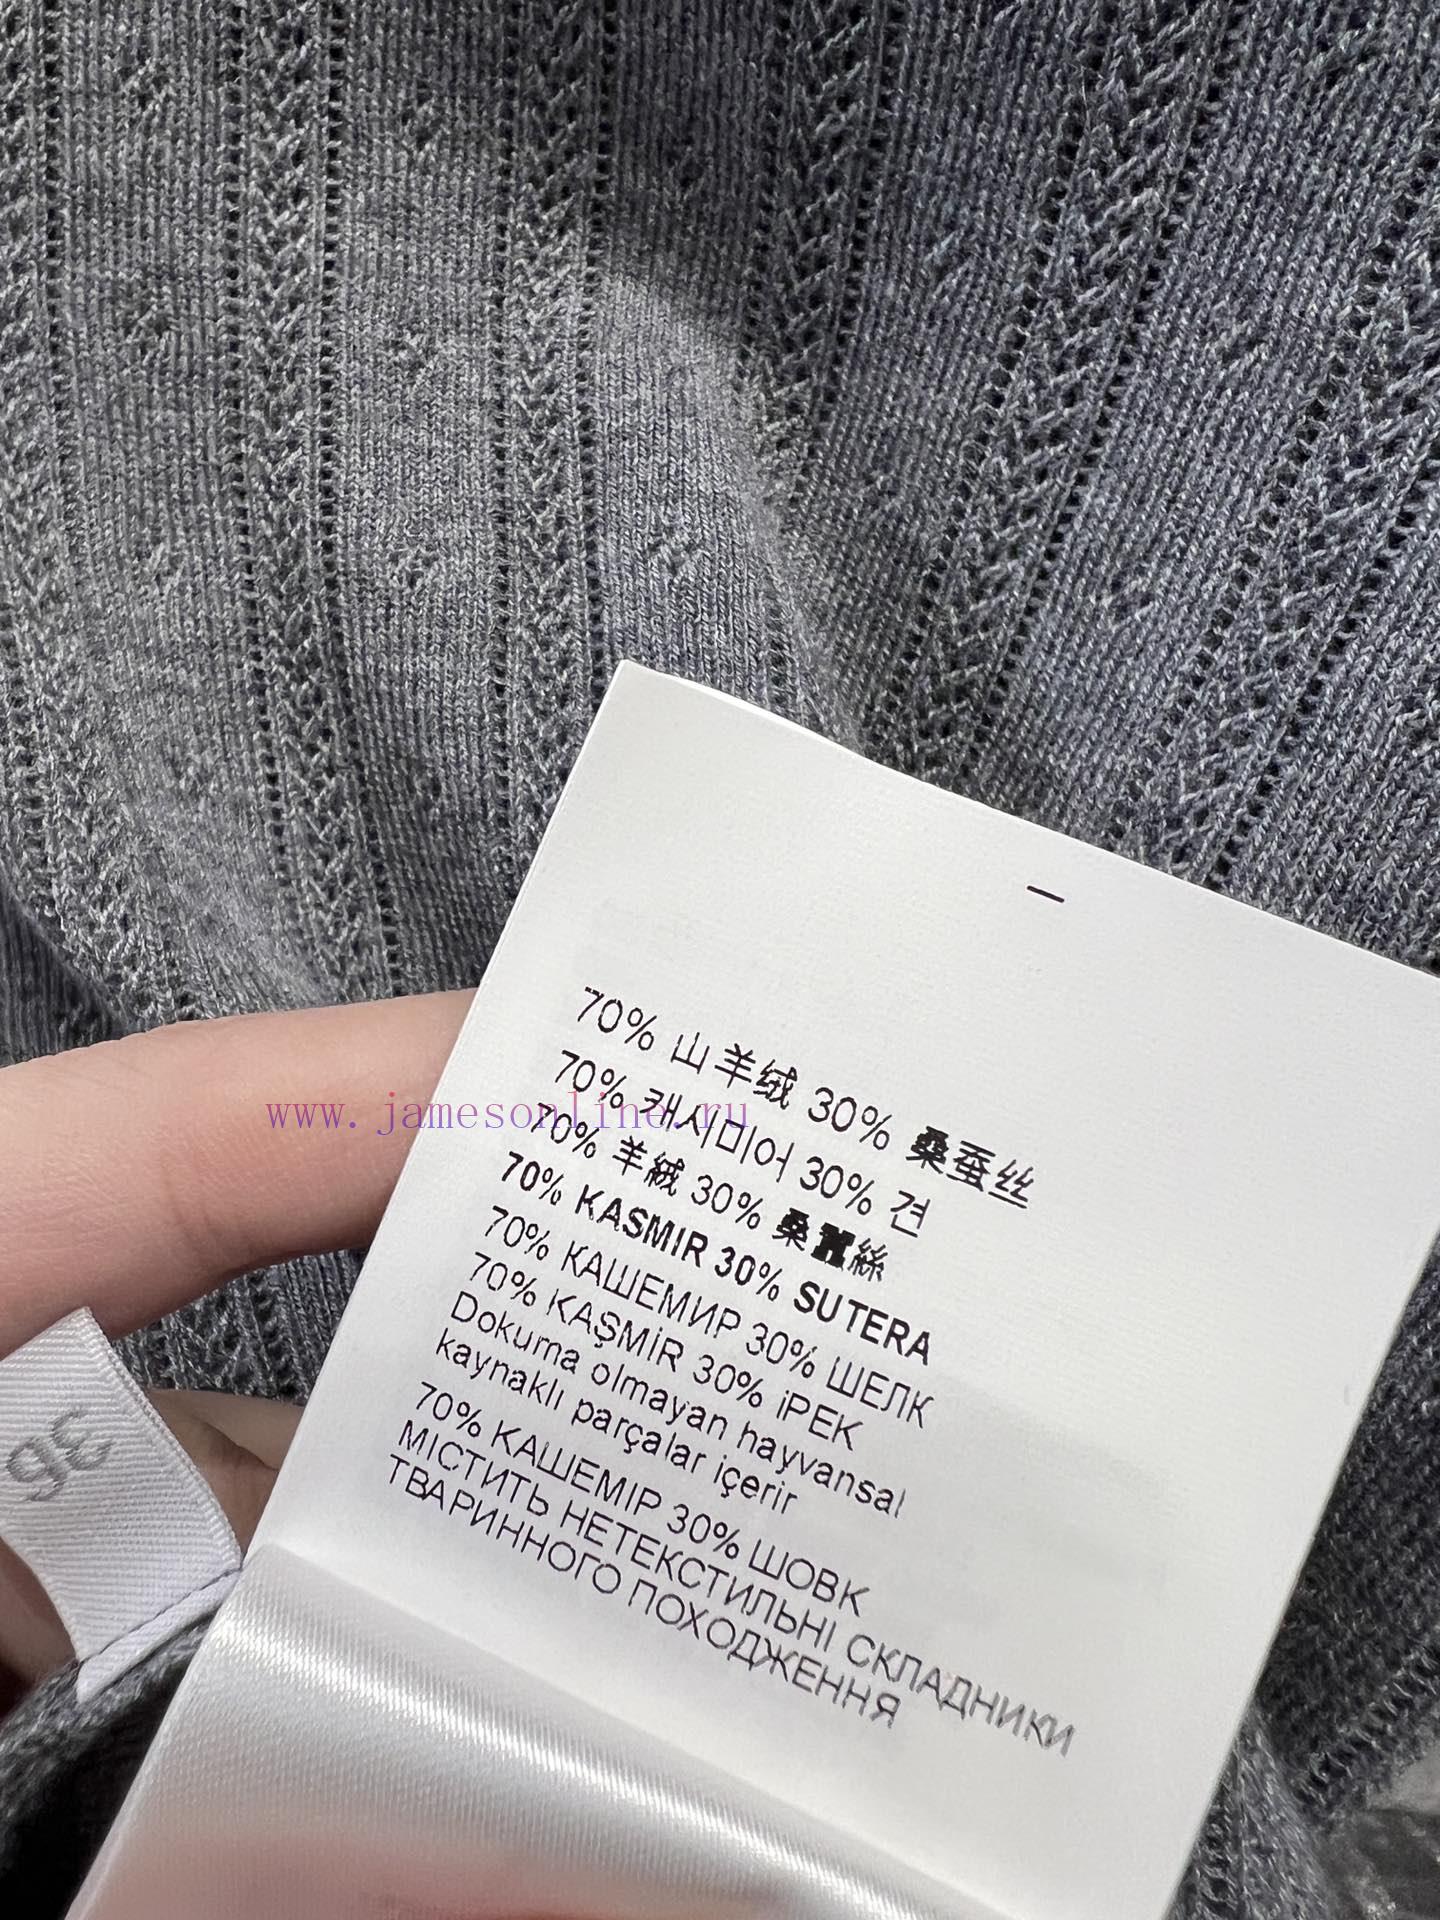 70% 山羊绒 30% 桑蚕丝
70% 캐시미어 30% 견
www.jamesonline.ru
70% 羊絨 30% 桑蠶絲
70% KASMIR 30% SUTERA
70% КАШЕМИР 30% ШЕЛК
70% KAŞMİR 30% İPEK
Dokuma olmayan hayvansal
kaynaklı parçalar içerir
70% КАШЕМІР 30% ШОВК
МІСТИТЬ НЕТЕКСТИЛЬНІ СКЛАДНИКИ
ТВАРИННОГО ПОХОДЖЕННЯ
36